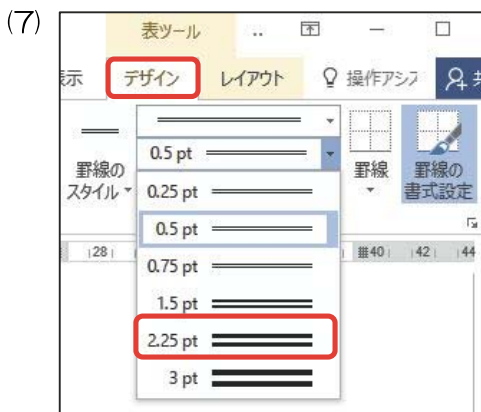 (7)
表ツール ..
表示 デザイン レイアウト 操作アシス
0.5 pt
罫線の
スタイル
罫線
罫線の
書式設定
0.25 pt
0.5 pt
0.75 pt
1.5 pt
2.25 pt
3 pt
28 40 42 44